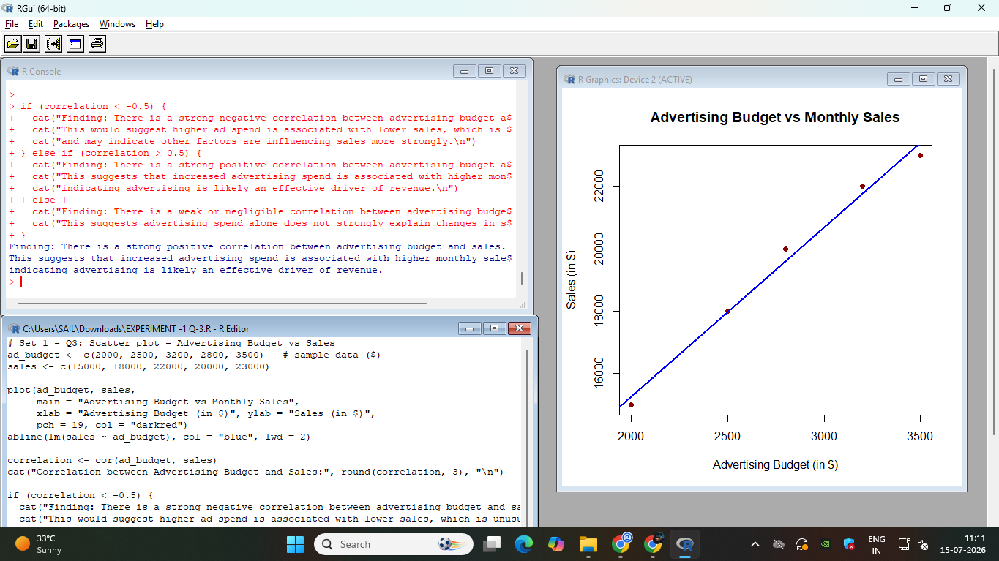 RGui (64-bit)
File Edit Packages Windows Help
R Console
>
> if (correlation < -0.5) {
+   cat("Finding: There is a strong negative correlation between advertising budget a$
+   cat("This would suggest higher ad spend is associated with lower sales, which is $
+   cat("and may indicate other factors are influencing sales more strongly.\n")
+ } else if (correlation > 0.5) {
+   cat("Finding: There is a strong positive correlation between advertising budget a$
+   cat("This suggests that increased advertising spend is associated with higher mon$
+   cat("indicating advertising is likely an effective driver of revenue.\n")
+ } else {
+   cat("Finding: There is a weak or negligible correlation between advertising budge$
+   cat("This suggests advertising spend alone does not strongly explain changes in s$
+ }
Finding: There is a strong positive correlation between advertising budget and sales.
This suggests that increased advertising spend is associated with higher monthly sale$
indicating advertising is likely an effective driver of revenue.
>
C:\Users\SAIL\Downloads\EXPERIMENT -1 Q-3.R - R Editor
# Set 1 - Q3: Scatter plot - Advertising Budget vs Sales
ad_budget <- c(2000, 2500, 3200, 2800, 3500)   # sample data ($)
sales <- c(15000, 18000, 22000, 20000, 23000)
plot(ad_budget, sales,
     main = "Advertising Budget vs Monthly Sales",
     xlab = "Advertising Budget (in $)", ylab = "Sales (in $)",
     pch = 19, col = "darkred")
abline(lm(sales ~ ad_budget), col = "blue", lwd = 2)
correlation <- cor(ad_budget, sales)
cat("Correlation between Advertising Budget and Sales:", round(correlation, 3), "\n")
if (correlation < -0.5) {
  cat("Finding: There is a strong negative correlation between advertising budget and sa
  cat("This would suggest higher ad spend is associated with lower sales, which is unusu
R Graphics: Device 2 (ACTIVE)
Advertising Budget vs Monthly Sales
Sales (in $)
22000
20000
18000
16000
2000 2500 3000 3500
Advertising Budget (in $)
33°C
Sunny
Search
ENG
IN
11:11
15-07-2026